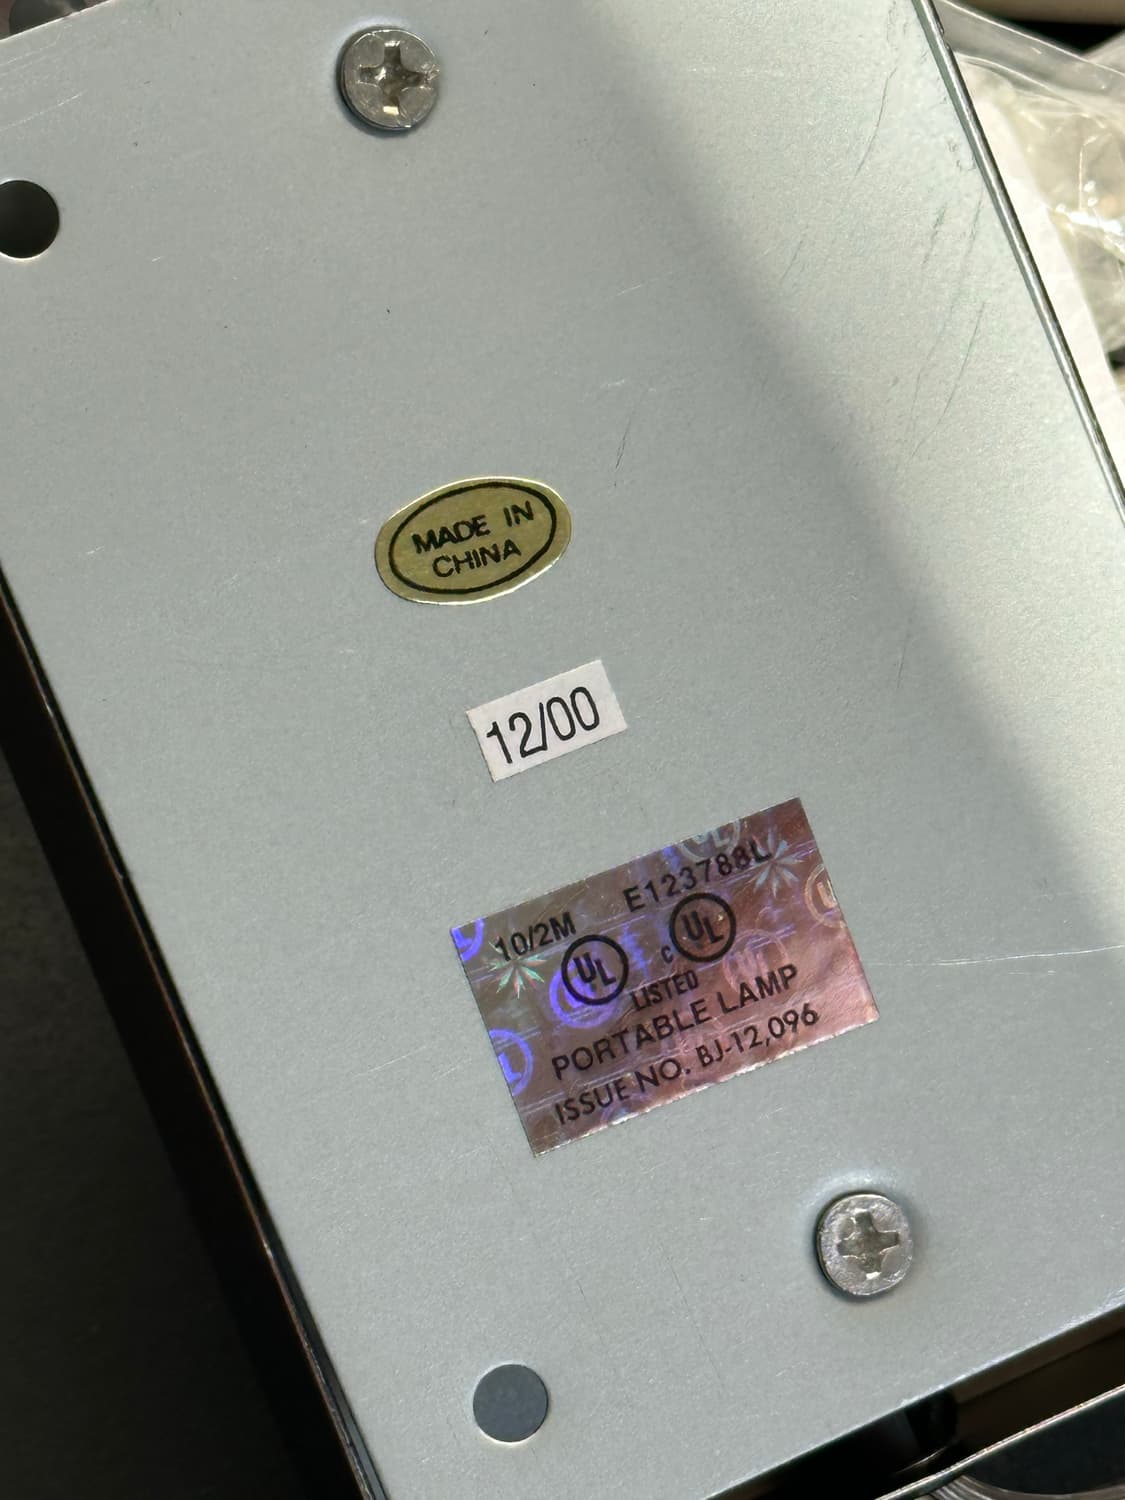 MADE IN
CHINA
12/00
10/2M E123788L
UL c UL
LISTED
PORTABLE LAMP
ISSUE NO. BJ-12,096